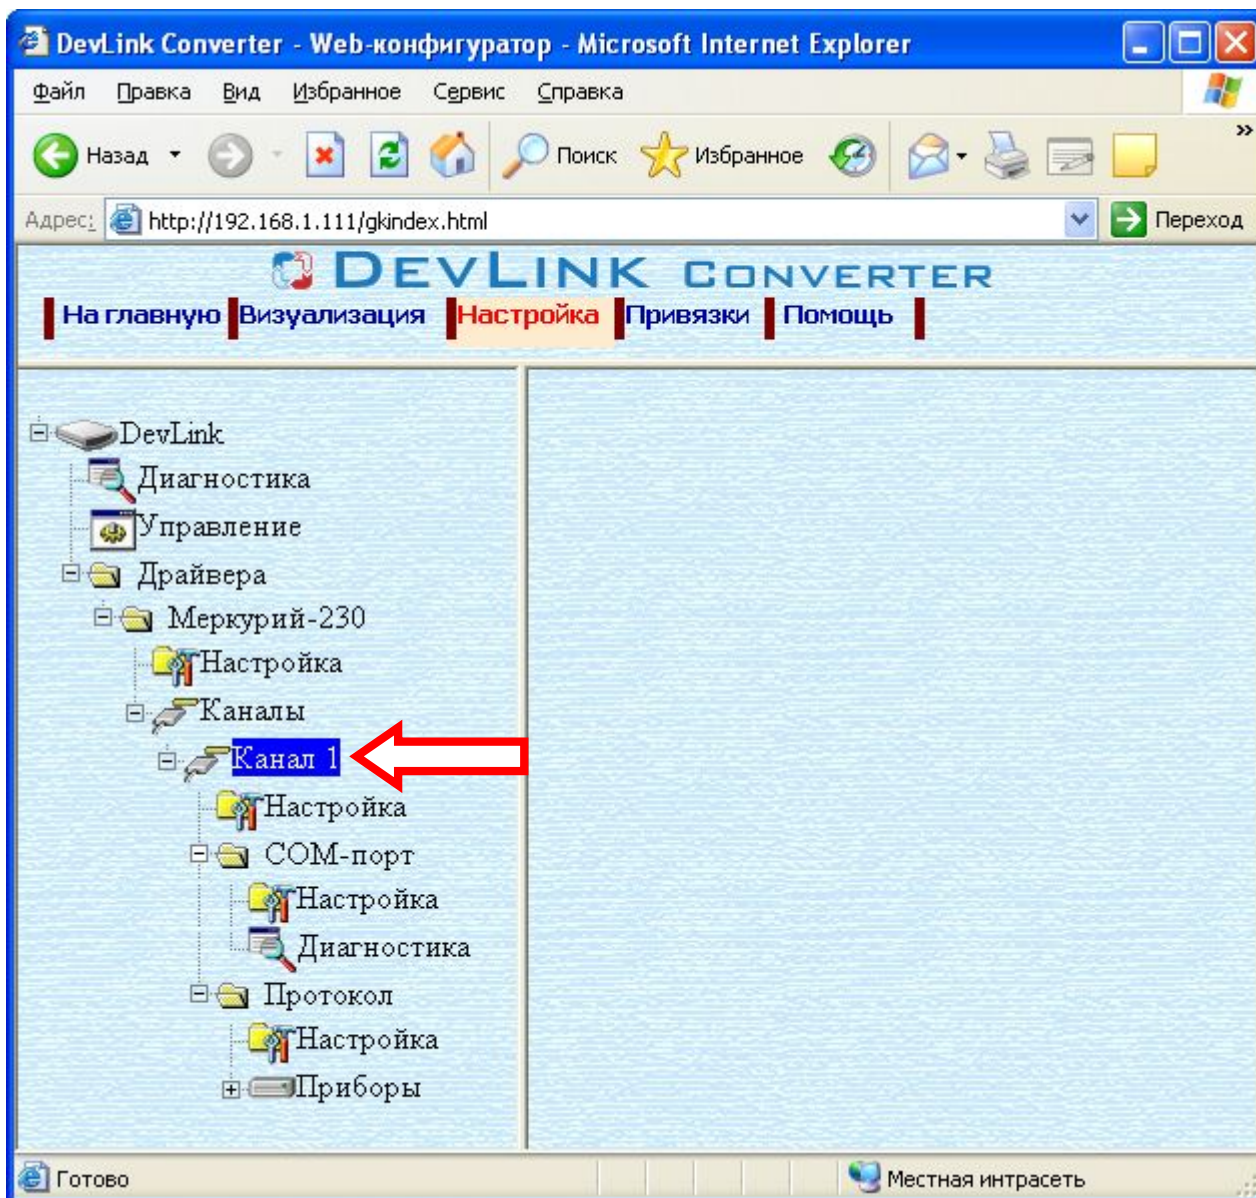 DevLink Converter - Web-конфигуратор - Microsoft Internet Explorer
Файл Правка Вид Избранное Сервис Справка
Назад Поиск Избранное »
Адрес: http://192.168.1.111/gkindex.html Переход
DEVLINK CONVERTER
На главную Визуализация Настройка Привязки Помощь
DevLink
Диагностика
Управление
Драйвера
Меркурий-230
Настройка
Каналы
Канал 1
Настройка
COM-порт
Настройка
Диагностика
Протокол
Настройка
Приборы
Готово Местная интрасеть